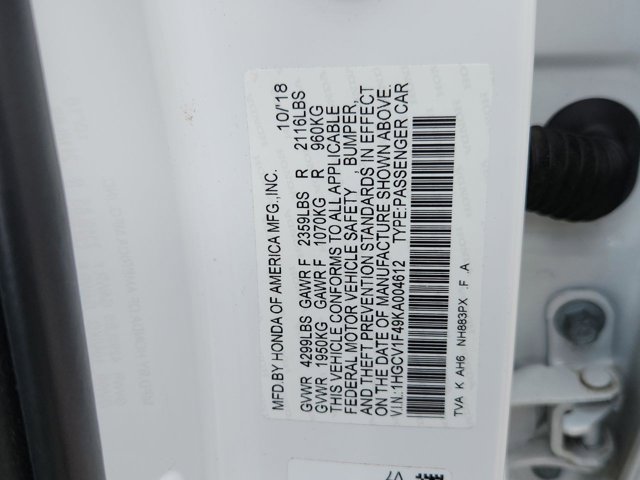 MFD.BY HONDA OF AMERICA MFG.,INC. 10/18
GVWR 4299LBS GAWR F 2359LBS R 2116LBS
GVWR 1950KG GAWR F 1070KG R 960KG
THIS VEHICLE CONFORMS TO ALL APPLICABLE
FEDERAL MOTOR VEHICLE SAFETY , BUMPER,
AND THEFT PREVENTION STANDARDS IN EFFECT
ON THE DATE OF MANUFACTURE SHOWN ABOVE.
V.I.N.:1HGCV1F49KA004612 TYPE:PASSENGER CAR
TVA K AH6 NH883PX .F .A